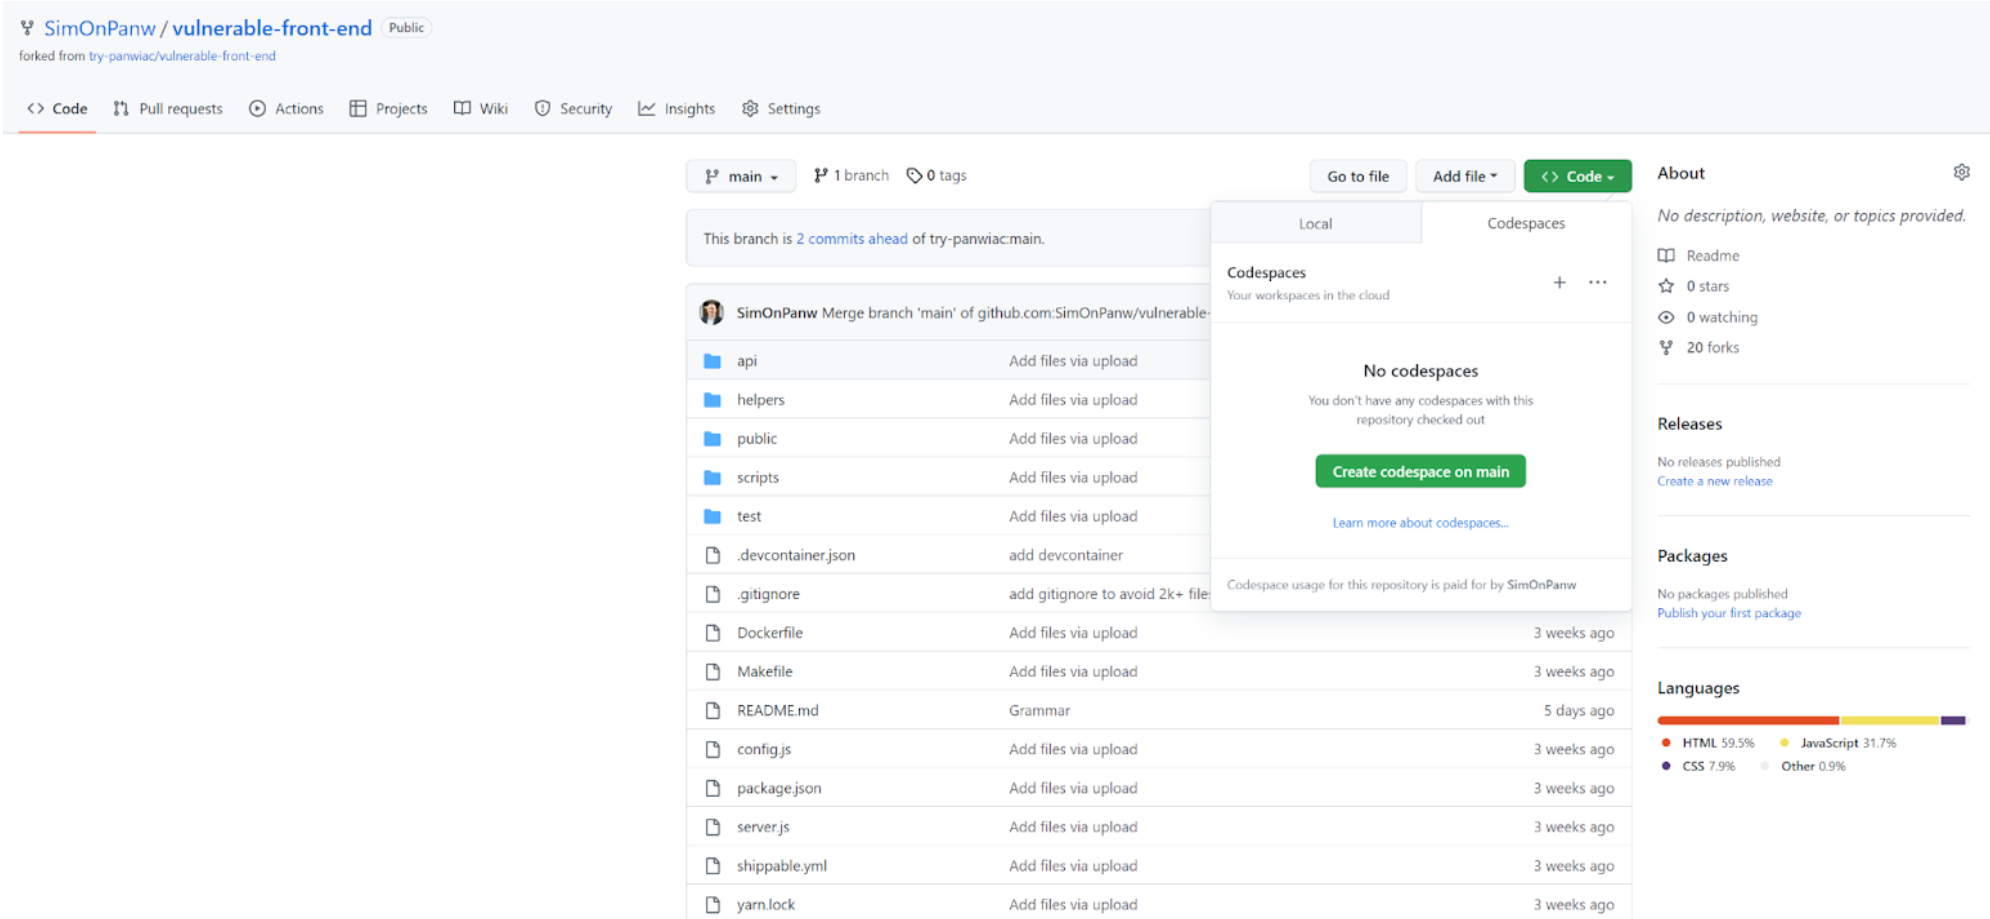 SimOnPanw / vulnerable-front-end Public
forked from try-panwiac/vulnerable-front-end
Code Pull requests Actions Projects Wiki Security Insights Settings
main 1 branch 0 tags Go to file Add file Code
This branch is 2 commits ahead of try-panwiac:main.
SimOnPanw Merge branch 'main' of github.com:SimOnPanw/vulnerable-
api Add files via upload
helpers Add files via upload
public Add files via upload
scripts Add files via upload
test Add files via upload
.devcontainer.json add devcontainer
.gitignore add gitignore to avoid 2k+ file
Dockerfile Add files via upload 3 weeks ago
Makefile Add files via upload 3 weeks ago
README.md Grammar 5 days ago
config.js Add files via upload 3 weeks ago
package.json Add files via upload 3 weeks ago
server.js Add files via upload 3 weeks ago
shippable.yml Add files via upload 3 weeks ago
yarn.lock Add files via upload 3 weeks ago
Local Codespaces
Codespaces
Your workspaces in the cloud
No codespaces
You don't have any codespaces with this
repository checked out
Create codespace on main
Learn more about codespaces...
Codespace usage for this repository is paid for by SimOnPanw
About
No description, website, or topics provided.
Readme
0 stars
0 watching
20 forks
Releases
No releases published
Create a new release
Packages
No packages published
Publish your first package
Languages
HTML 59.5% JavaScript 31.7%
CSS 7.9% Other 0.9%